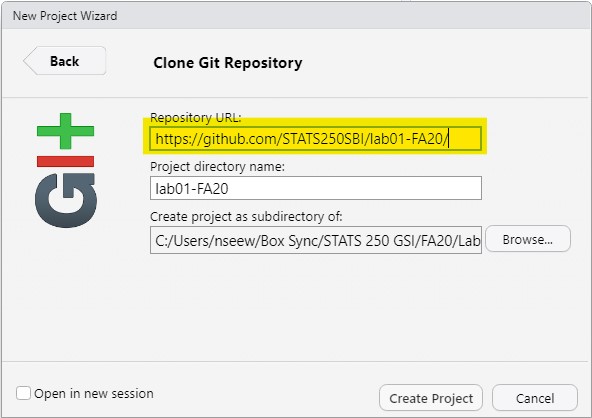 New Project Wizard
Back
Clone Git Repository
Repository URL:
https://github.com/STATS250SBI/lab01-FA20/
Project directory name:
lab01-FA20
Create project as subdirectory of:
C:/Users/nseew/Box Sync/STATS 250 GSI/FA20/Lab
Browse...
Open in new session
Create Project
Cancel
GIt